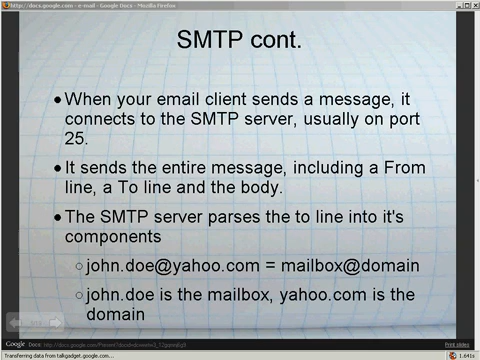 http://docs.google.com - e-mail - Google Docs - Mozilla Firefox
SMTP cont.
When your email client sends a message, it
connects to the SMTP server, usually on port
25.
It sends the entire message, including a From
line, a To line and the body.
The SMTP server parses the to line into it's
components
john.doe@yahoo.com = mailbox@domain
john.doe is the mailbox, yahoo.com is the
domain
Google Docs - Print slides
Transferring data from talkgadget.google.com... 1.641s